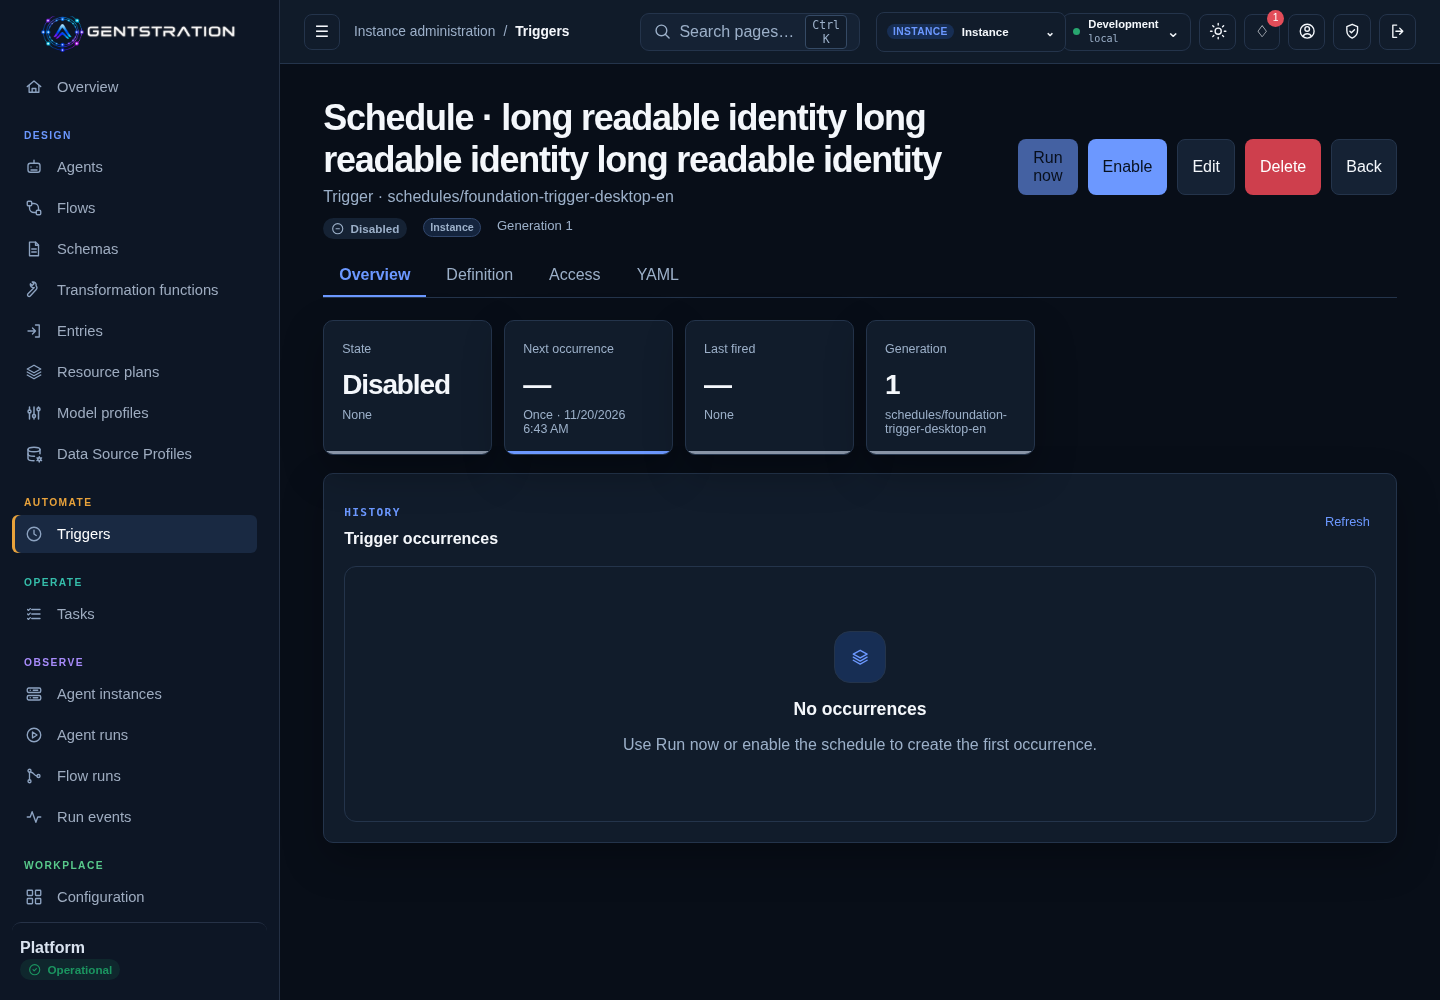 GENTSTRATION
☰
Instance administration / Triggers
Search pages…
Ctrl K
INSTANCE Instance
Development
local
1
Overview
DESIGN
Agents
Flows
Schemas
Transformation functions
Entries
Resource plans
Model profiles
Data Source Profiles
AUTOMATE
Triggers
OPERATE
Tasks
OBSERVE
Agent instances
Agent runs
Flow runs
Run events
WORKPLACE
Configuration
Platform
Operational
Schedule · long readable identity long
readable identity long readable identity
Trigger · schedules/foundation-trigger-desktop-en
Disabled Instance Generation 1
Run now
Enable
Edit
Delete
Back
Overview Definition Access YAML
State
Disabled
None
Next occurrence
—
Once · 11/20/2026
6:43 AM
Last fired
—
None
Generation
1
schedules/foundation-
trigger-desktop-en
HISTORY
Trigger occurrences
Refresh
No occurrences
Use Run now or enable the schedule to create the first occurrence.